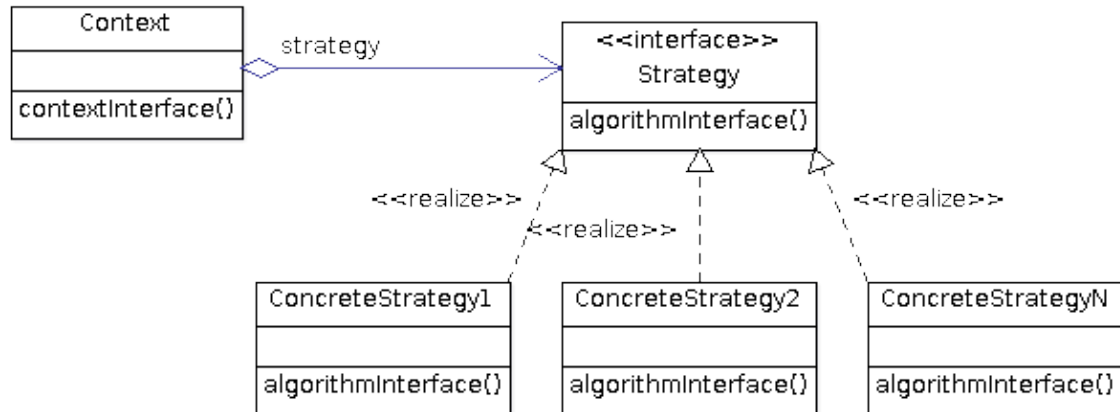 Context
contextInterface()
strategy
<<interface>>
Strategy
algorithmInterface()
<<realize>>
<<realize>>
<<realize>>
ConcreteStrategy1
algorithmInterface()
ConcreteStrategy2
algorithmInterface()
ConcreteStrategyN
algorithmInterface()